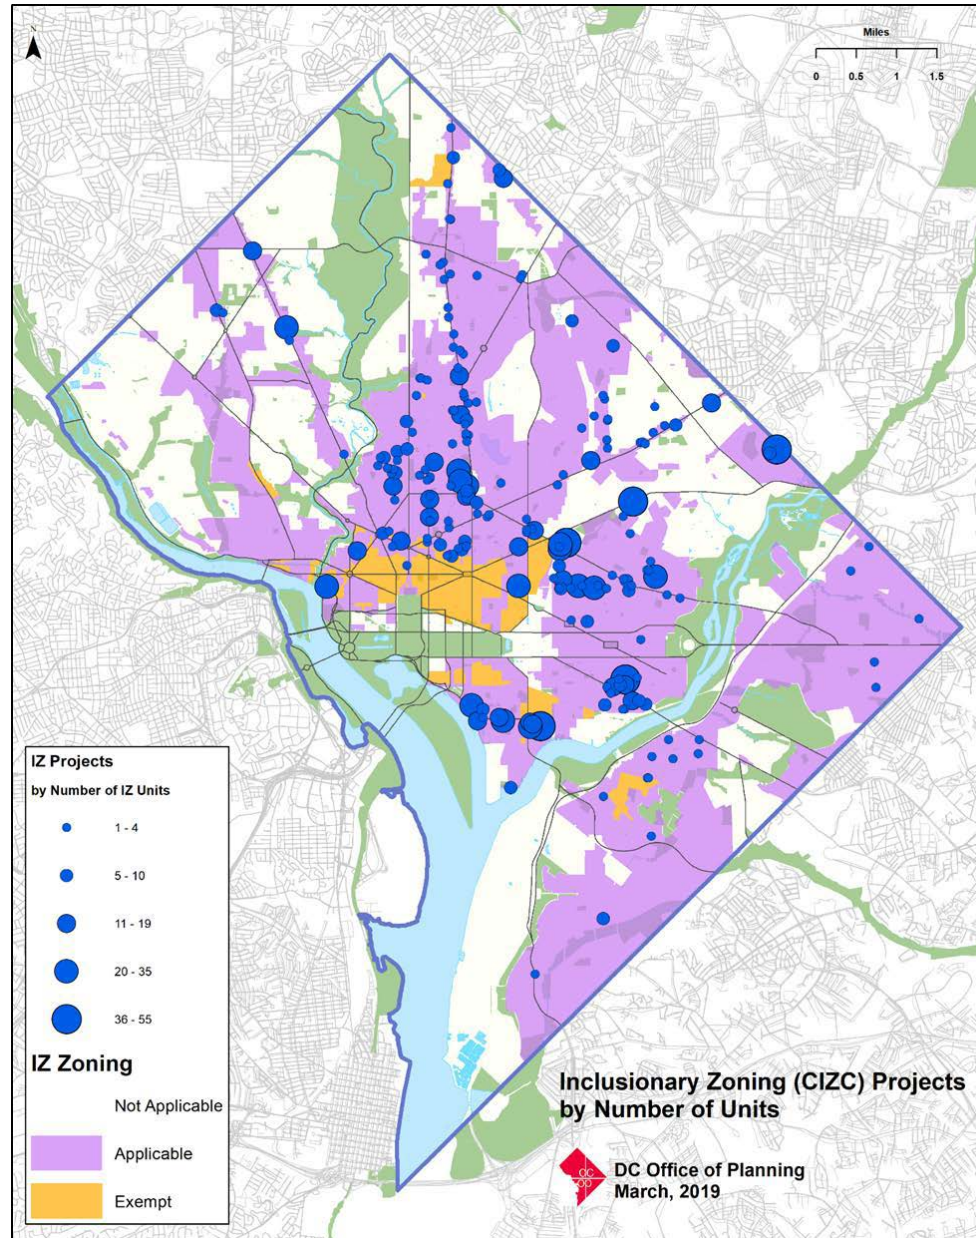 N
Miles
0 0.5 1 1.5
IZ Projects
by Number of IZ Units
1 - 4
5 - 10
11 - 19
20 - 35
36 - 55
IZ Zoning
Not Applicable
Applicable
Exempt
Inclusionary Zoning (CIZC) Projects
by Number of Units
DC
OP
DC Office of Planning
March, 2019